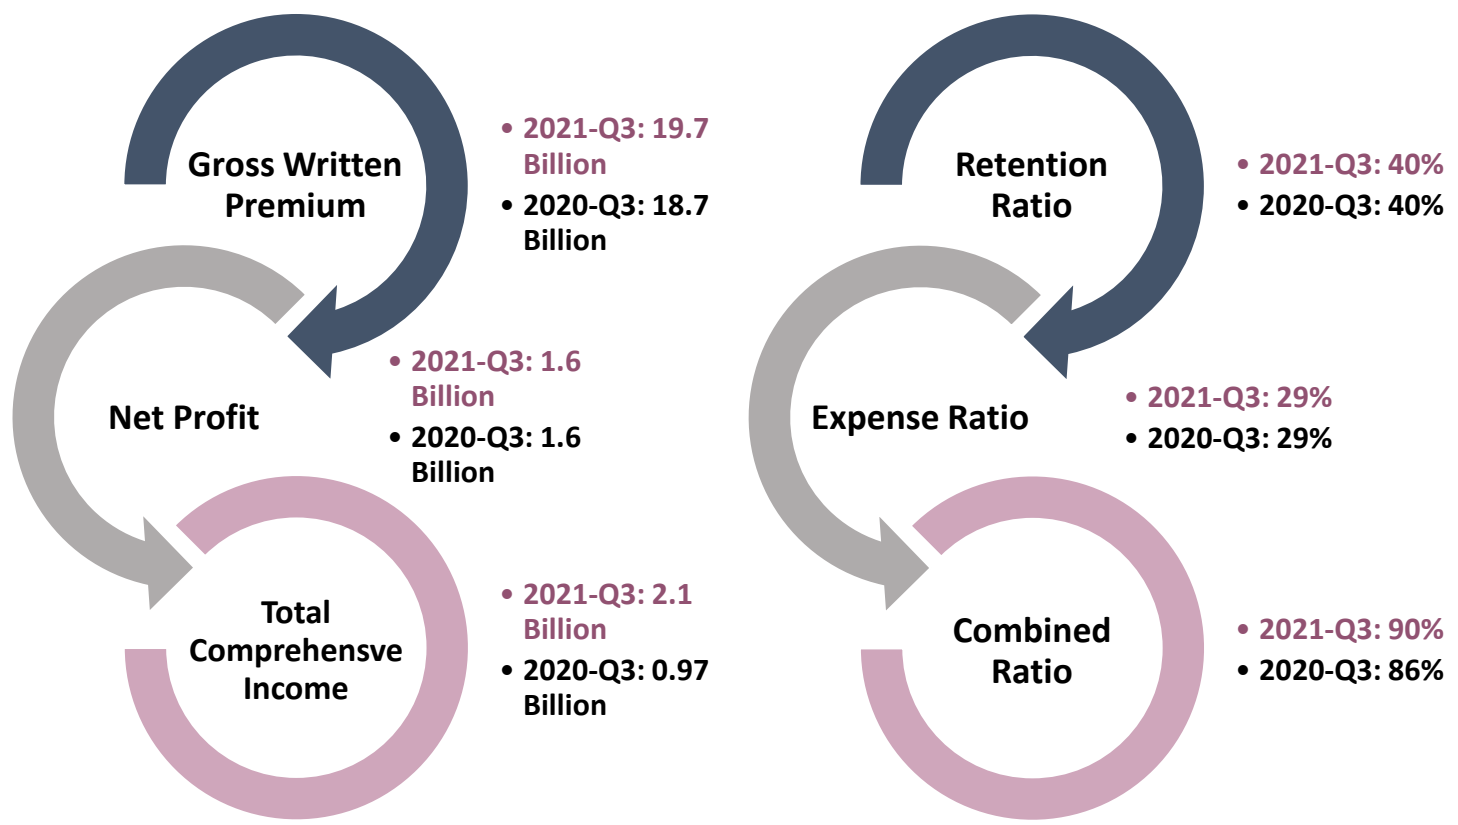 Gross Written
Premium
• 2021-Q3: 19.7
Billion
• 2020-Q3: 18.7
Billion
Net Profit
• 2021-Q3: 1.6
Billion
• 2020-Q3: 1.6
Billion
Total
Comprehensve
Income
• 2021-Q3: 2.1
Billion
• 2020-Q3: 0.97
Billion
Retention
Ratio
• 2021-Q3: 40%
• 2020-Q3: 40%
Expense Ratio
• 2021-Q3: 29%
• 2020-Q3: 29%
Combined
Ratio
• 2021-Q3: 90%
• 2020-Q3: 86%